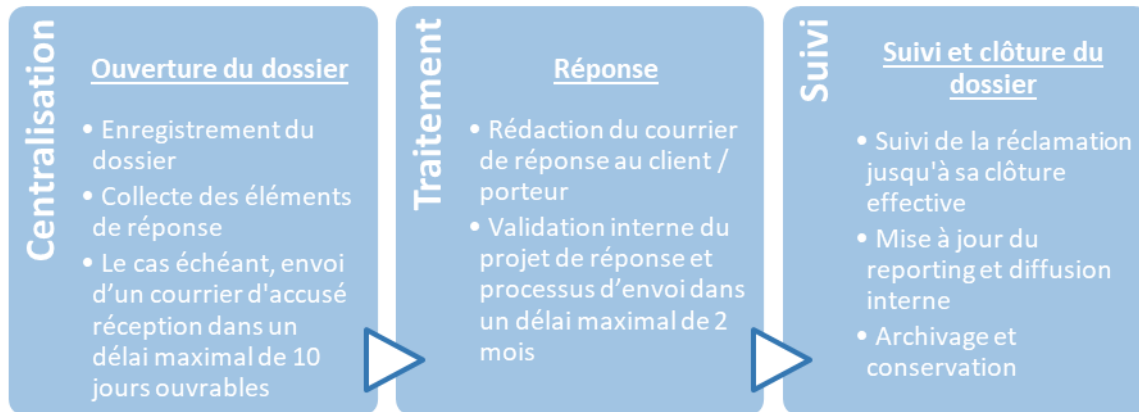 Centralisation
Ouverture du dossier
• Enregistrement du
dossier
• Collecte des éléments
de réponse
• Le cas échéant, envoi
d’un courrier d'accusé
réception dans un
délai maximal de 10
jours ouvrables
Traitement
Réponse
• Rédaction du courrier
de réponse au client /
porteur
• Validation interne du
projet de réponse et
processus d’envoi dans
un délai maximal de 2
mois
Suivi
Suivi et clôture du
dossier
• Suivi de la réclamation
jusqu'à sa clôture
effective
• Mise à jour du
reporting et diffusion
interne
• Archivage et
conservation